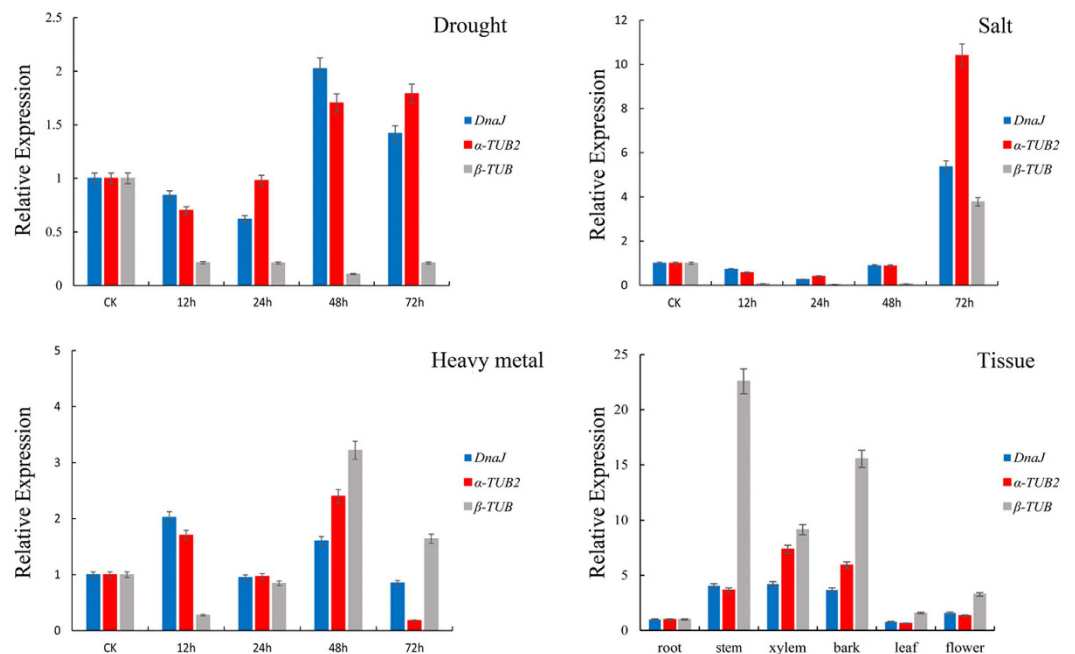 Drought
Relative Expression
2.5
2
1.5
1
0.5
0
CK 12h 24h 48h 72h
DnaJ
α-TUB2
β-TUB
Salt
Relative Expression
12
10
8
6
4
2
0
CK 12h 24h 48h 72h
DnaJ
α-TUB2
β-TUB
Heavy metal
Relative Expression
5
4
3
2
1
0
CK 12h 24h 48h 72h
DnaJ
α-TUB2
β-TUB
Tissue
Relative Expression
25
20
15
10
5
0
root stem xylem bark leaf flower
DnaJ
α-TUB2
β-TUB